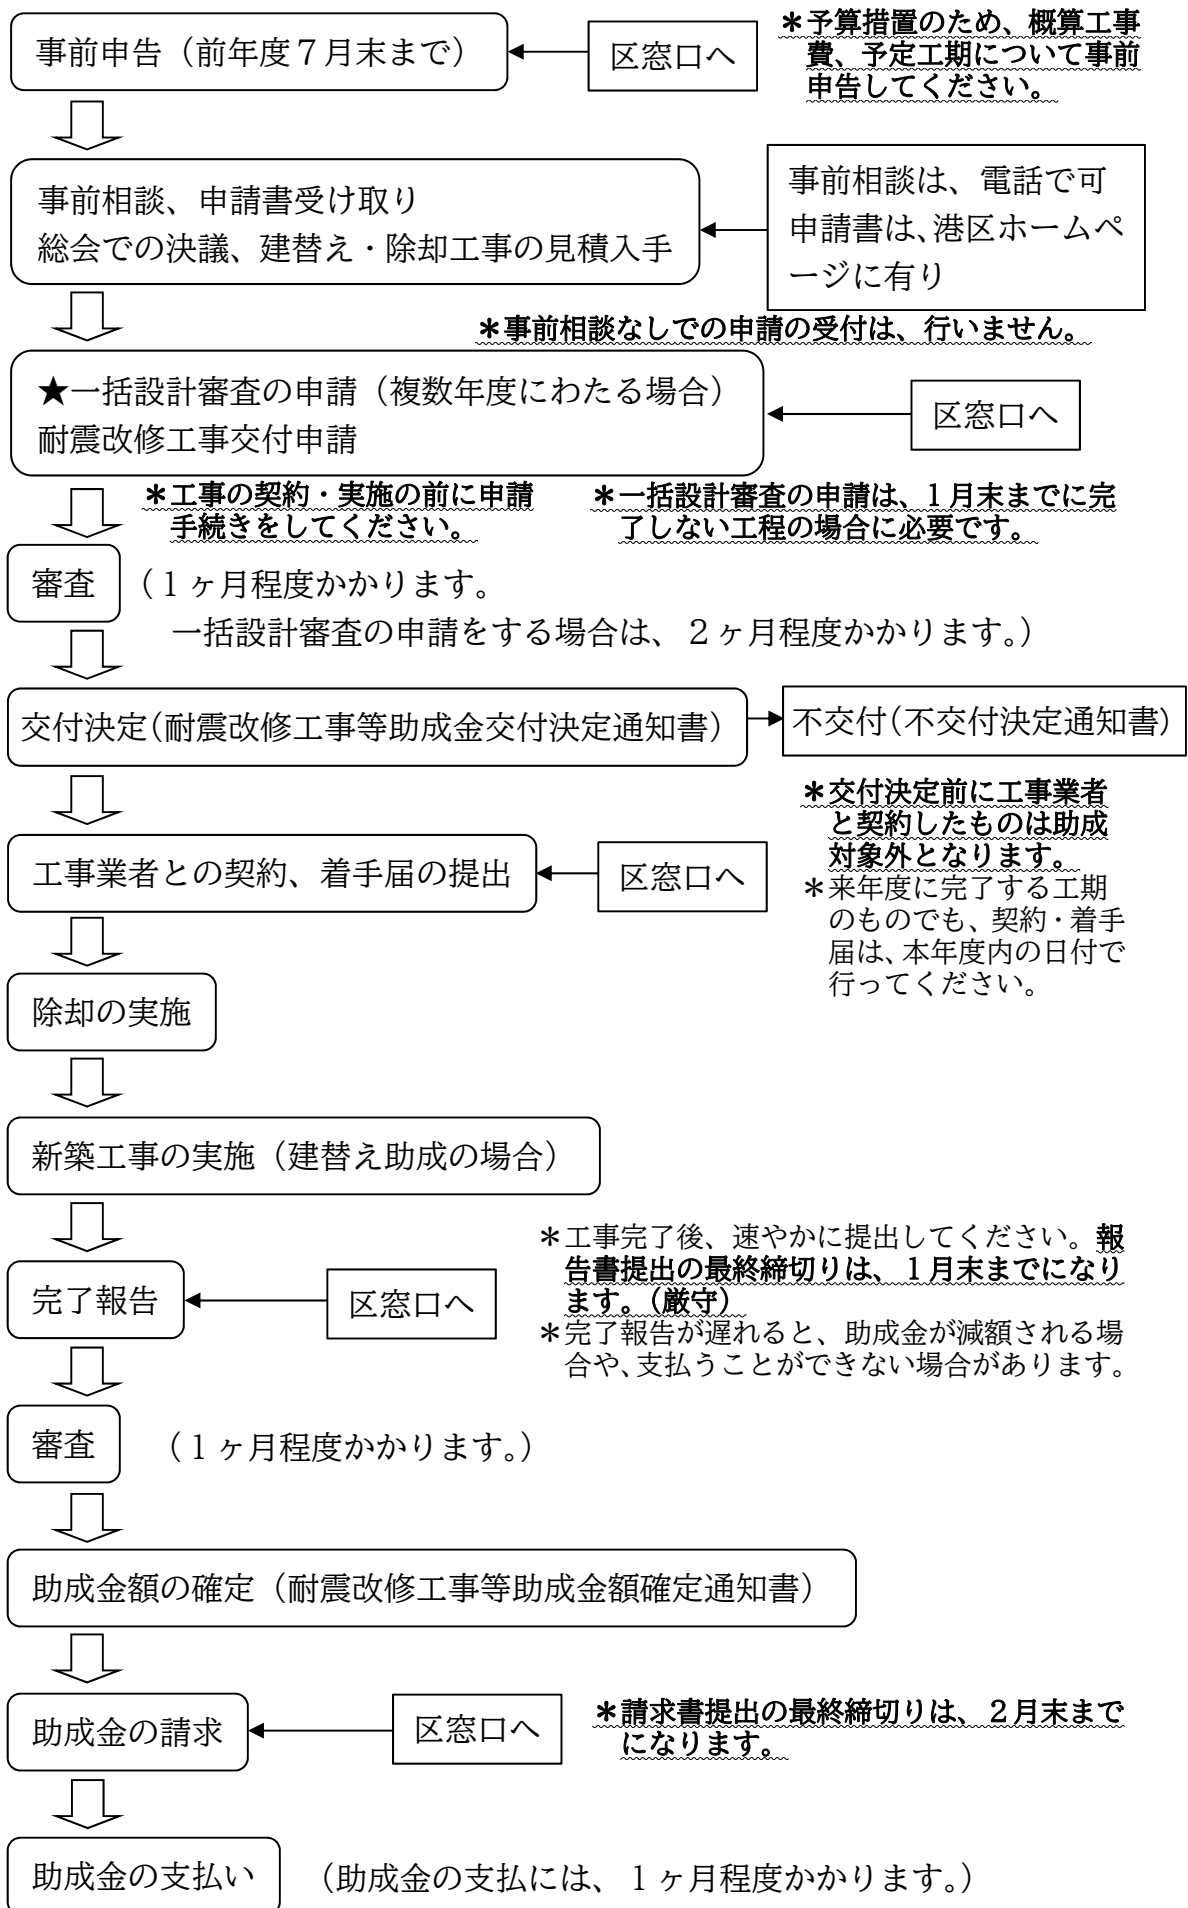 事前申告（前年度７月末まで）
区窓口へ
＊予算措置のため、概算工事
費、予定工期について事前
申告してください。
事前相談、申請書受け取り
総会での決議、建替え・除却工事の見積入手
事前相談は、電話で可
申請書は、港区ホームペ
ージに有り
＊事前相談なしでの申請の受付は、行いません。
★一括設計審査の申請（複数年度にわたる場合）
耐震改修工事交付申請
区窓口へ
＊工事の契約・実施の前に申請
手続きをしてください。
＊一括設計審査の申請は、１月末までに完
了しない工程の場合に必要です。
審査
（１ヶ月程度かかります。
一括設計審査の申請をする場合は、２ヶ月程度かかります。）
交付決定（耐震改修工事等助成金交付決定通知書）
不交付（不交付決定通知書）
＊交付決定前に工事業者
と契約したものは助成
対象外となります。
＊来年度に完了する工期
のものでも、契約・着手
届は、本年度内の日付で
行ってください。
工事業者との契約、着手届の提出
区窓口へ
除却の実施
新築工事の実施（建替え助成の場合）
完了報告
区窓口へ
＊工事完了後、速やかに提出してください。報
告書提出の最終締切りは、１月末までになり
ます。（厳守）
＊完了報告が遅れると、助成金が減額される場
合や、支払うことができない場合があります。
審査
（１ヶ月程度かかります。）
助成金額の確定（耐震改修工事等助成金額確定通知書）
助成金の請求
区窓口へ
＊請求書提出の最終締切りは、２月末まで
になります。
助成金の支払い
（助成金の支払には、１ヶ月程度かかります。）